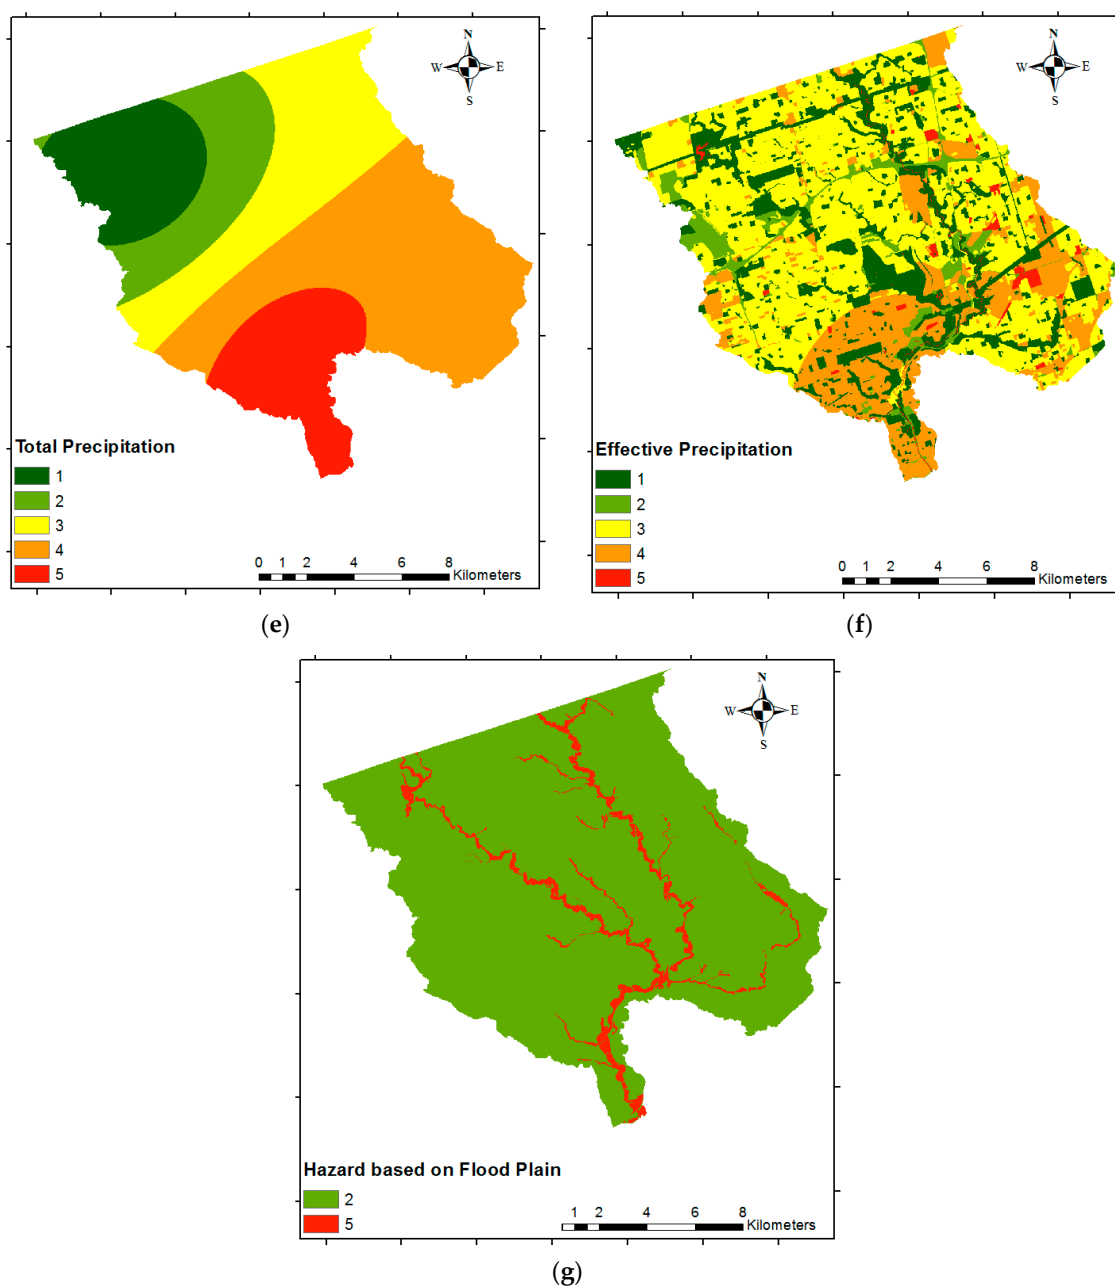 N
W E
S
Total Precipitation
1
2
3
4
5
0 1 2 4 6 8
Kilometers
(e)
N
W E
S
Effective Precipitation
1
2
3
4
5
0 1 2 4 6 8
Kilometers
(f)
N
W E
S
Hazard based on Flood Plain
2
5
1 2 4 6 8
Kilometers
(g)